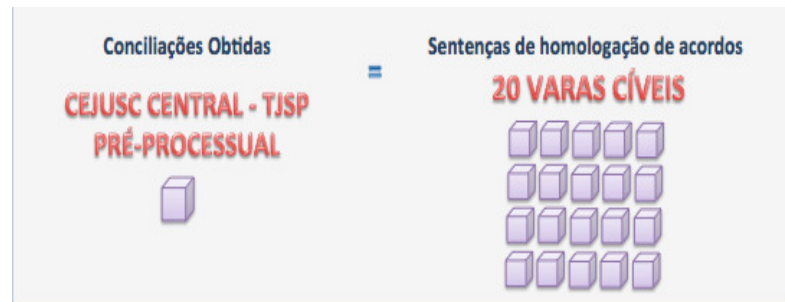 Conciliações Obtidas
CEJUSC CENTRAL - TJSP
PRÉ-PROCESSUAL
=
Sentenças de homologação de acordos
20 VARAS CÍVEIS